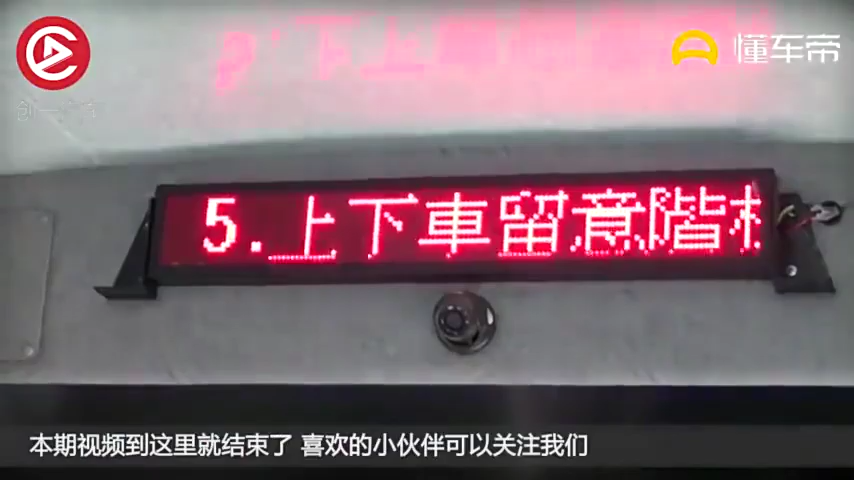 懂车帝
5.上下車留意階梯
本期视频到这里就结束了 喜欢的小伙伴可以关注我们